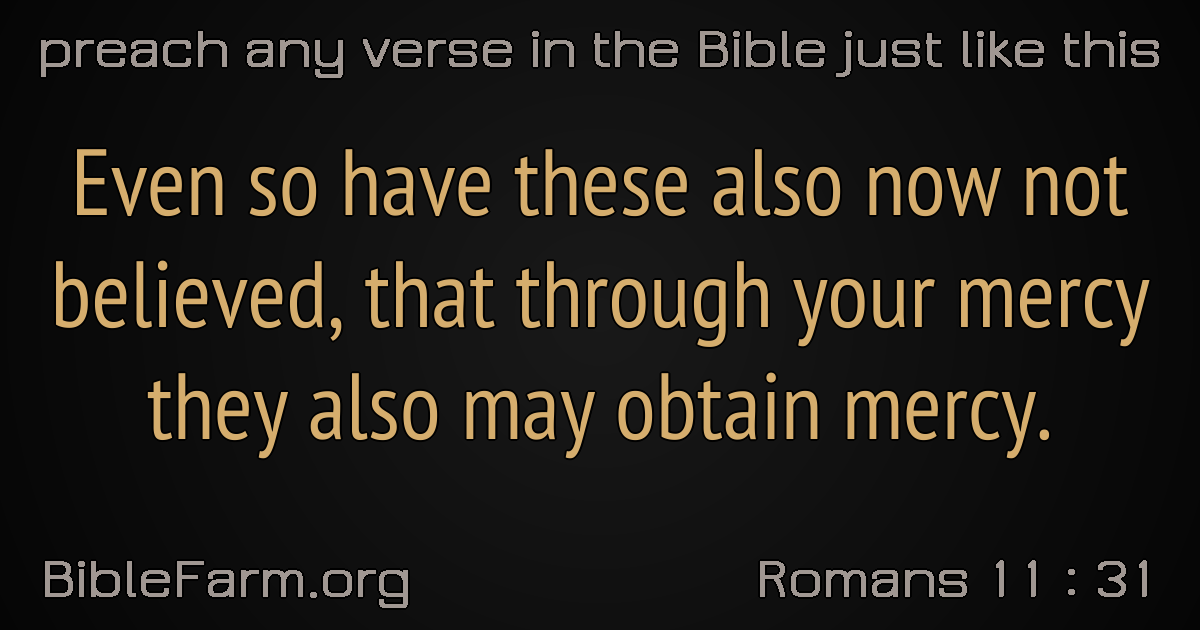 preach any verse in the Bible just like this
Even so have these also now not
believed, that through your mercy
they also may obtain mercy.
BibleFarm.org
Romans 11 : 31